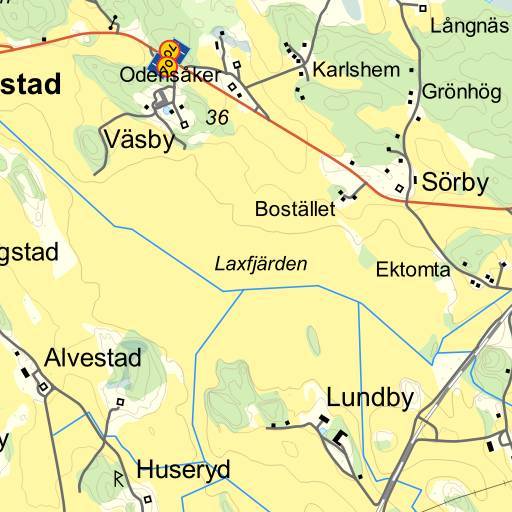 Långnäs
Karlshem
Odensåker
stad
Grönhög
36
Väsby
Sörby
Bostället
gstad
Laxfjärden
Ektomta
Alvestad
Lundby
y
Huseryd